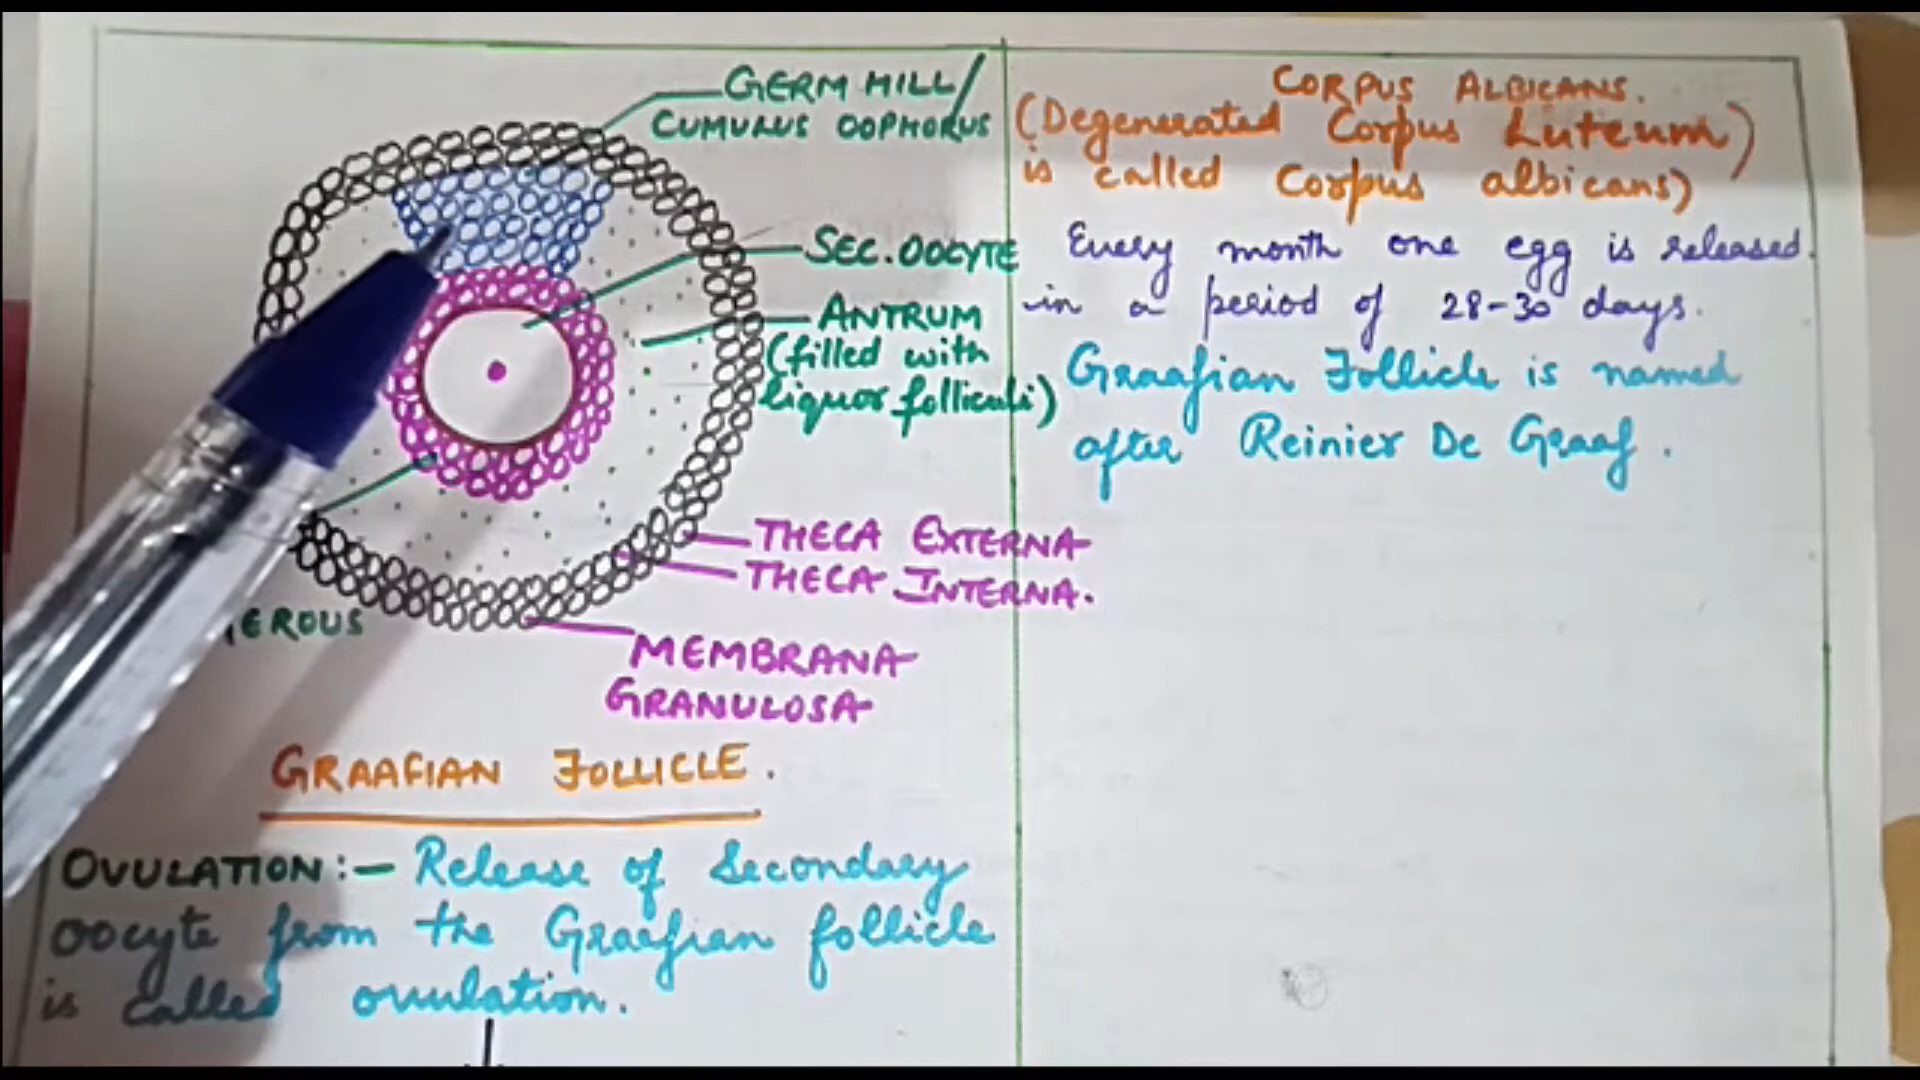 GERM HILL/
CUMULUS OOPHORUS
SEC. OOCYTE
ANTRUM
(filled with
liquor folliculi)
THECA EXTERNA
THECA INTERNA.
MEMBRANA
GRANULOSA
GRAAFIAN FOLLICLE.
OVULATION:- Release of Secondary
oocyte from the Graafian follicle
is called ovulation.
CORPUS ALBICANS.
(Degenerated Corpus Luteum)
is called Corpus albicans)
Every month one egg is released
in a period of 28-30 days.
Graafian Follicle is named
after Reinier De Graaf.